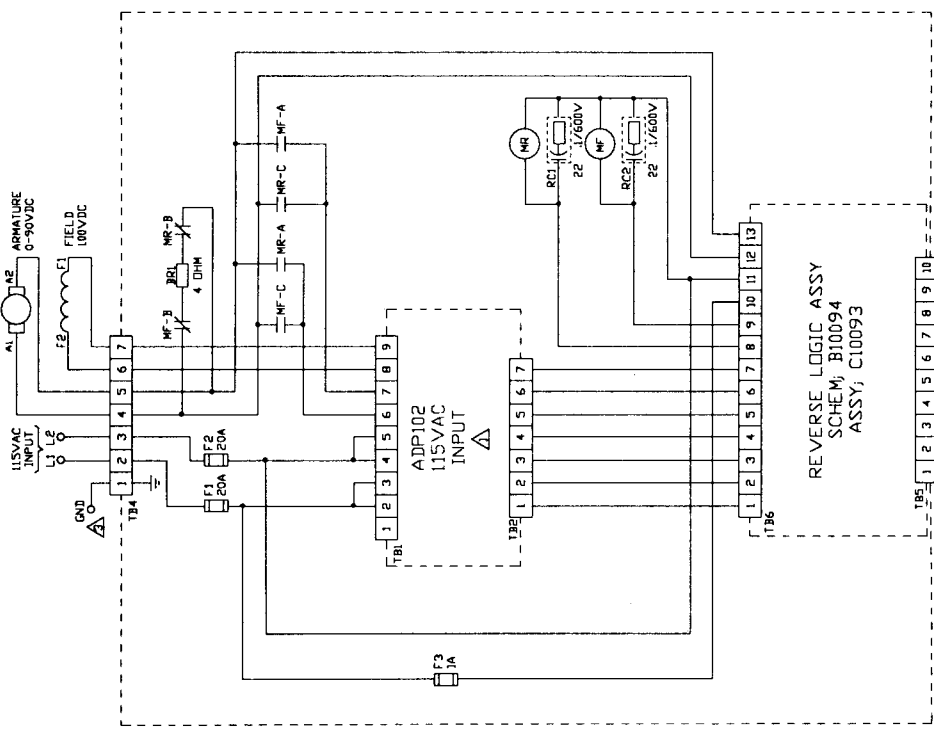 ARMATURE
0-90VDC
A1
A2
FIELD
100VDC
F2
F1
115VAC
INPUT
L1
L2
GND
3
1 2 3 4 5 6 7
TB4
MF-B
BR1
4 OHM
MR-B
F1
20A
F2
20A
MF-C
MR-A
MR-C
MF-A
1 2 3 4 5 6 7 8 9
TB1
ADP102
115VAC
INPUT
1
TB2
1 2 3 4 5 6 7
MR
RC1
22 .1/600V
MF
RC2
22 .1/600V
F3
1A
1 2 3 4 5 6 7 8 9 10 11 12 13
TB6
REVERSE LOGIC ASSY
SCHEM; B10094
ASSY; C10093
TB5
1 2 3 4 5 6 7 8 9 10